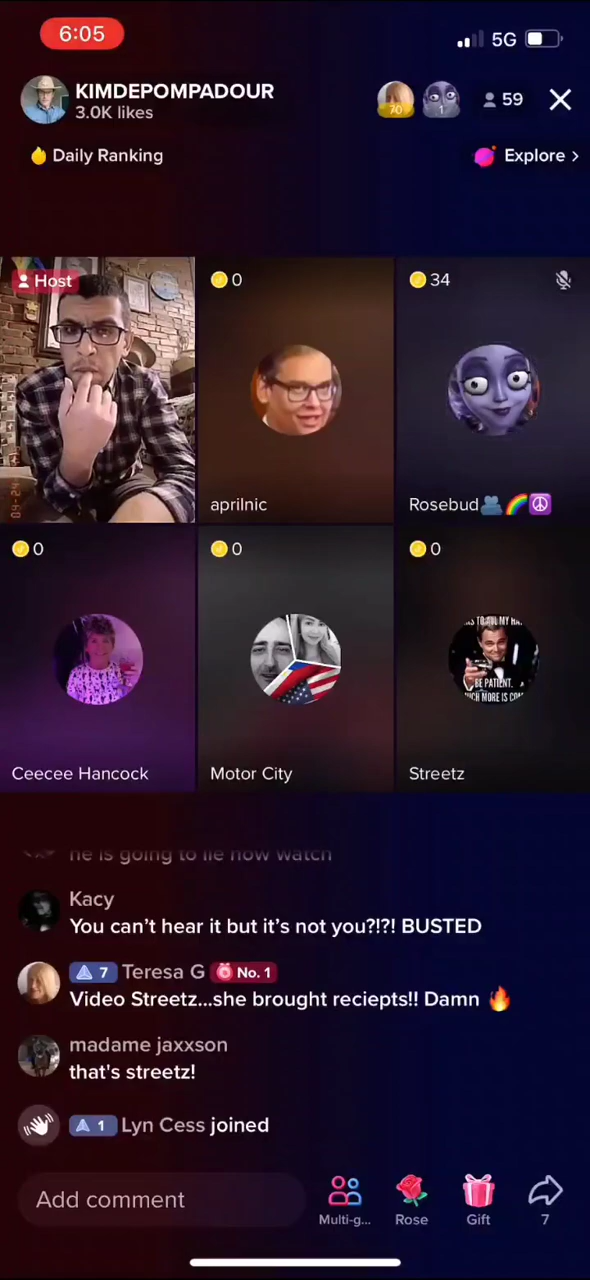 6:05
5G
KIMDEPOMPADOUR
3.0K likes
70
1
59
Daily Ranking
Explore >
Host
0
34
aprilnic
Rosebud
0
0
0
BE PATIENT.
Ceecee Hancock
Motor City
Streetz
he is going to lie now watch
Kacy
You can’t hear it but it’s not you?!?! BUSTED
7 Teresa G No. 1
Video Streetz...she brought reciepts!! Damn
madame jaxxson
that's streetz!
1 Lyn Cess joined
Add comment
Multi-g...
Rose
Gift
7